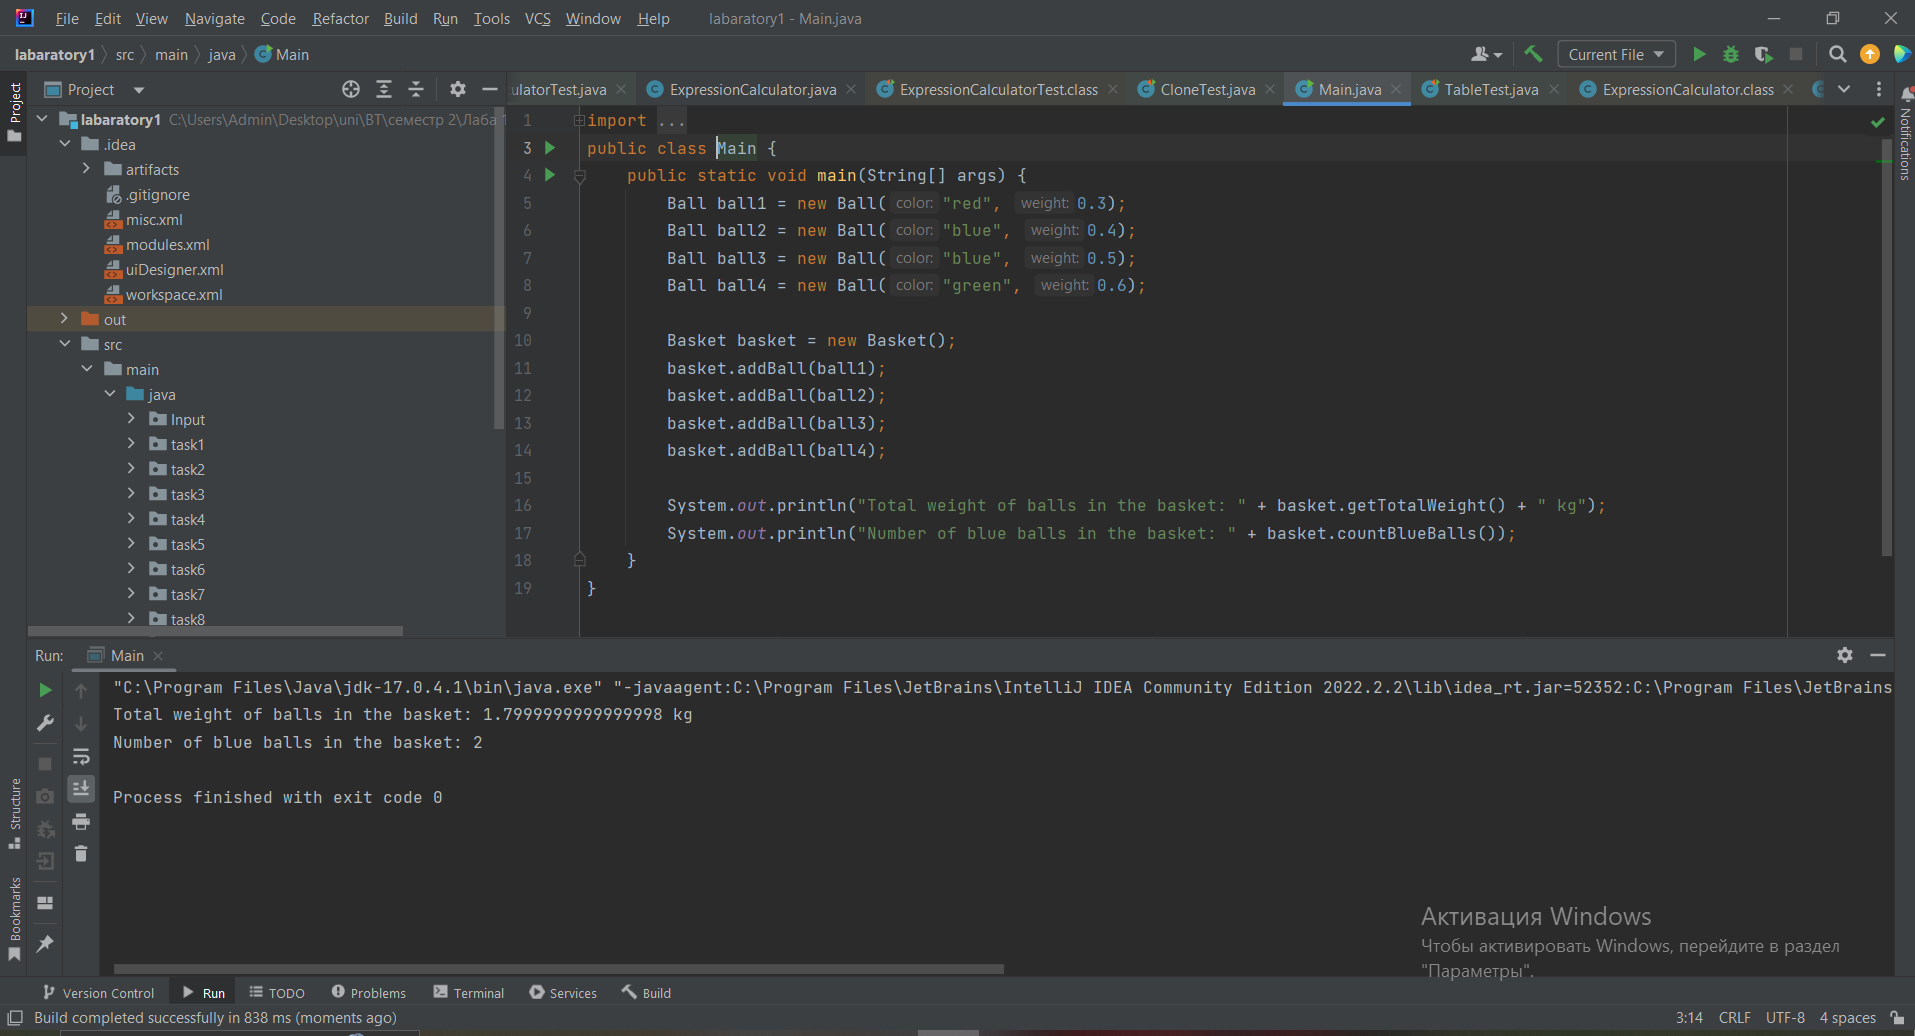 File Edit View Navigate Code Refactor Build Run Tools VCS Window Help labaratory1 - Main.java
labaratory1 src main java Main
Current File
Project
Project
ulatorTest.java ExpressionCalculator.java ExpressionCalculatorTest.class CloneTest.java Main.java TableTest.java ExpressionCalculator.class
Notifications
labaratory1 C:\Users\Admin\Desktop\uni\BT\семестр 2\Лаба 1
.idea
artifacts
.gitignore
misc.xml
modules.xml
uiDesigner.xml
workspace.xml
out
src
main
java
Input
task1
task2
task3
task4
task5
task6
task7
task8
1 import ...
3 public class Main {
4 public static void main(String[] args) {
5 Ball ball1 = new Ball( color: "red", weight: 0.3);
6 Ball ball2 = new Ball( color: "blue", weight: 0.4);
7 Ball ball3 = new Ball( color: "blue", weight: 0.5);
8 Ball ball4 = new Ball( color: "green", weight: 0.6);
9
10 Basket basket = new Basket();
11 basket.addBall(ball1);
12 basket.addBall(ball2);
13 basket.addBall(ball3);
14 basket.addBall(ball4);
15
16 System.out.println("Total weight of balls in the basket: " + basket.getTotalWeight() + " kg");
17 System.out.println("Number of blue balls in the basket: " + basket.countBlueBalls());
18 }
19 }
Run: Main
"C:\Program Files\Java\jdk-17.0.4.1\bin\java.exe" "-javaagent:C:\Program Files\JetBrains\IntelliJ IDEA Community Edition 2022.2.2\lib\idea_rt.jar=52352:C:\Program Files\JetBrains
Total weight of balls in the basket: 1.7999999999999998 kg
Number of blue balls in the basket: 2
Process finished with exit code 0
Structure
Bookmarks
Активация Windows
Чтобы активировать Windows, перейдите в раздел
"Параметры".
Version Control Run TODO Problems Terminal Services Build
Build completed successfully in 838 ms (moments ago)
3:14 CRLF UTF-8 4 spaces